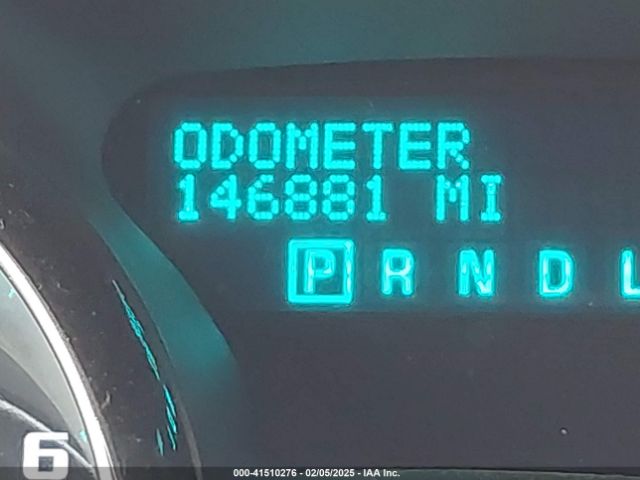 ODOMETER
146881 MI
P R N D L
6
000-41510276 - 02/05/2025 - IAA Inc.